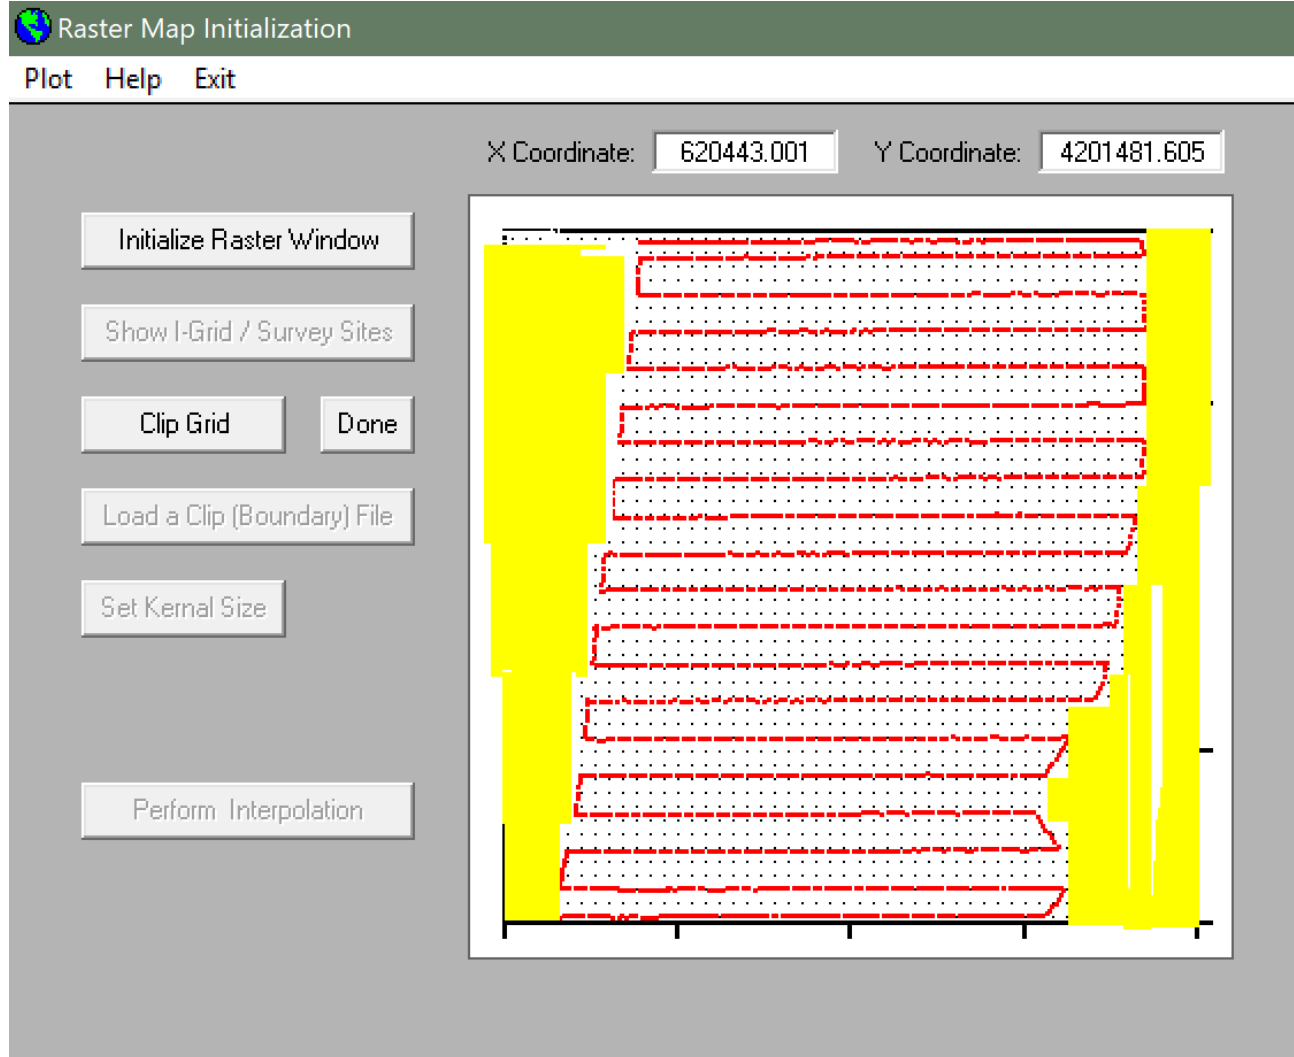 Raster Map Initialization
Plot Help Exit
X Coordinate: 620443.001 Y Coordinate: 4201481.605
Initialize Raster Window
Show I-Grid / Survey Sites
Clip Grid Done
Load a Clip (Boundary) File
Set Kernal Size
Perform Interpolation